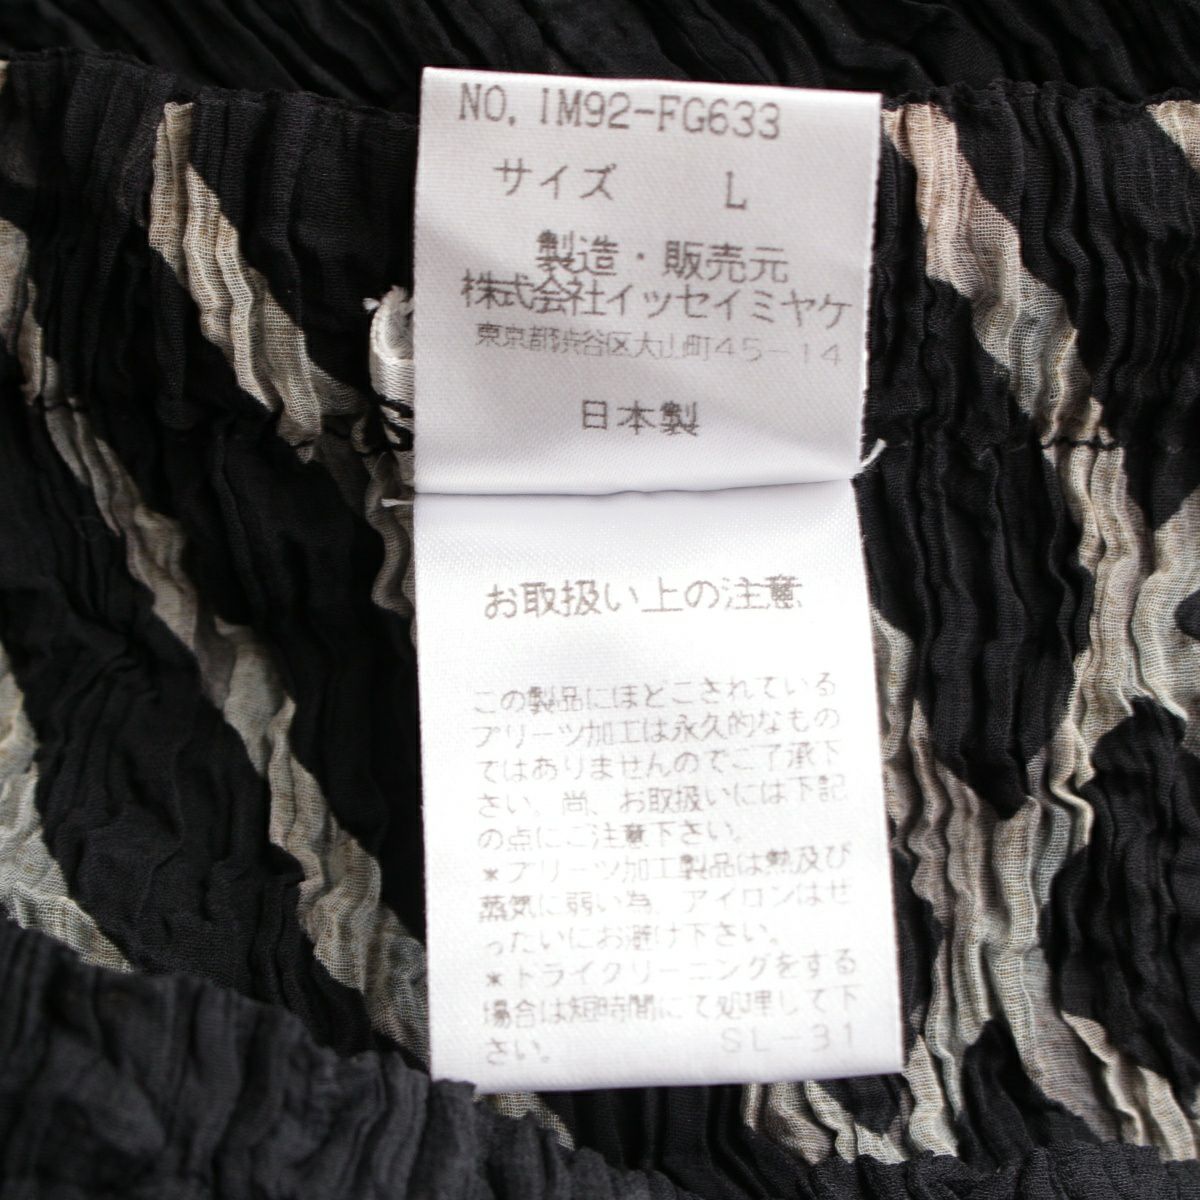 NO. IM92-FG633
サイズ L
製造・販売元
株式会社イッセイミヤケ
東京都渋谷区大山町45-14
日本製
お取扱い上の注意
この製品にほどこされている
プリーツ加工は永久的なもの
ではありませんのでご了承下
さい。尚、お取扱いには下記
の点にご注意下さい。
*プリーツ加工製品は熱及び
蒸気に弱い為、アイロンはぜ
ったいにお避け下さい。
*ドライクリーニングをする
場合は短時間にて処理して下
さい。 SL-31